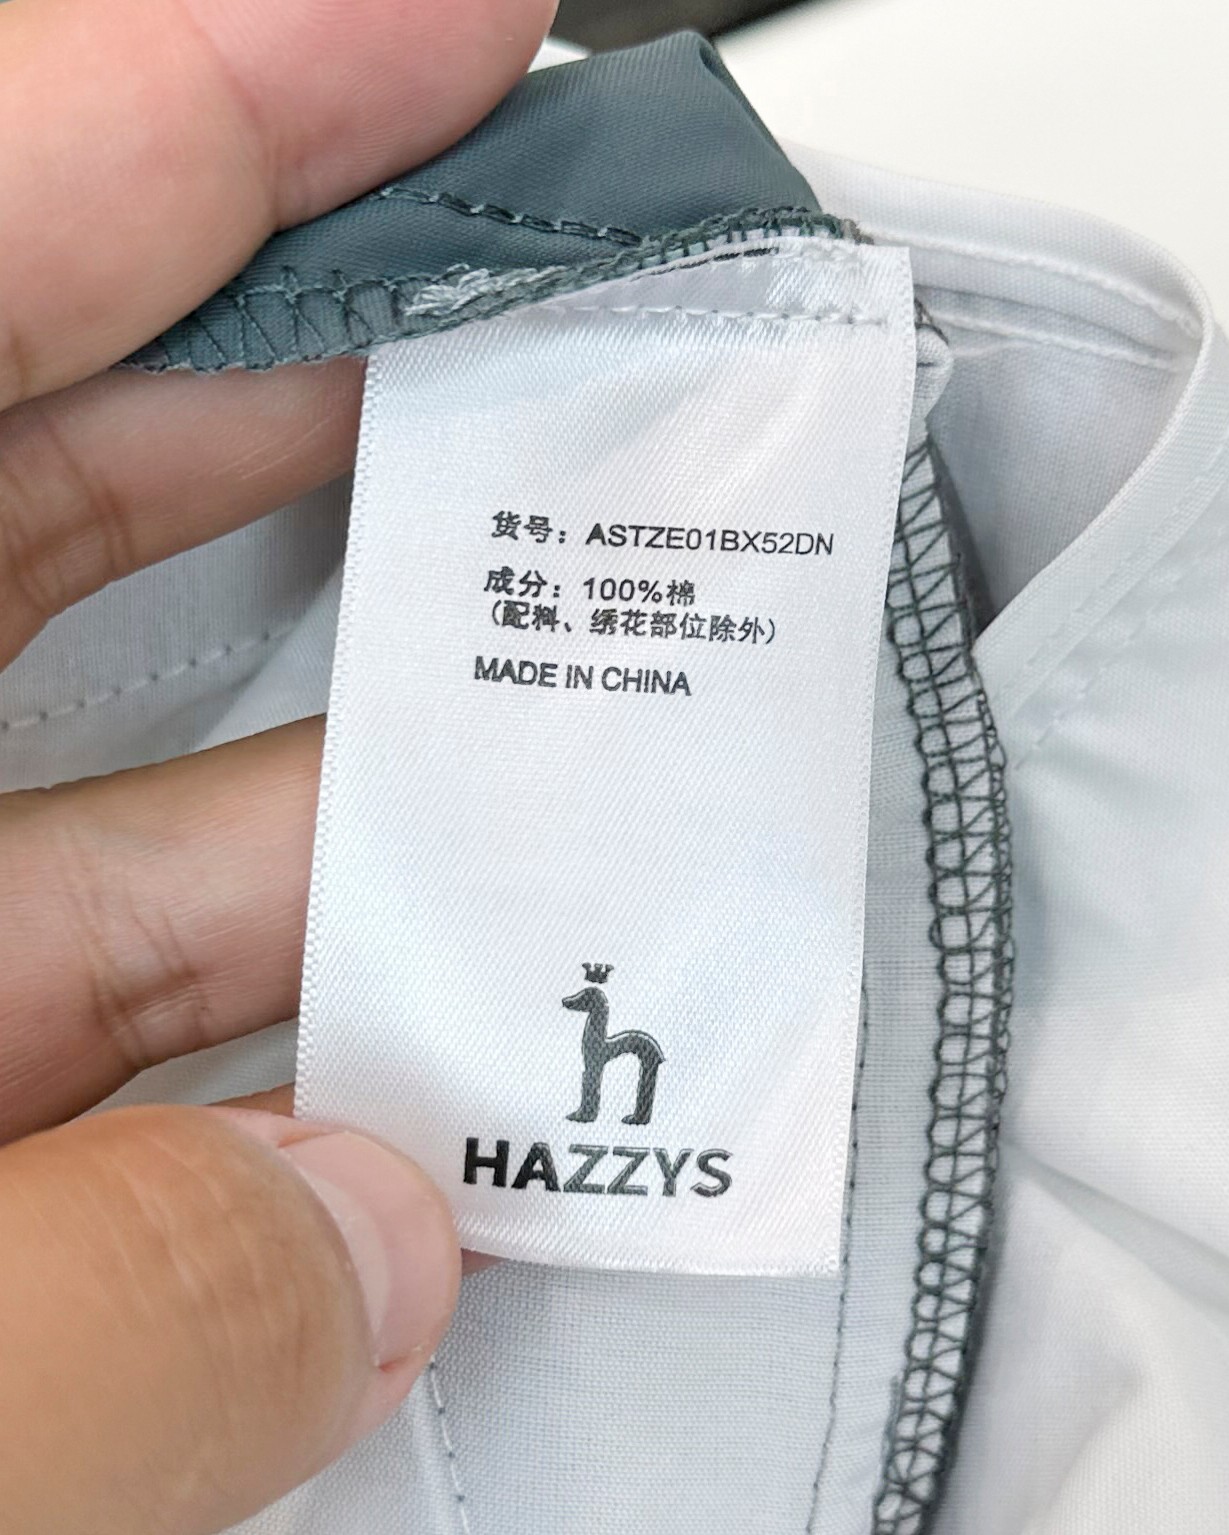 货号：ASTZE01BX52DN
成分：100%棉
（配料、绣花部位除外）
MADE IN CHINA
HAZZYS